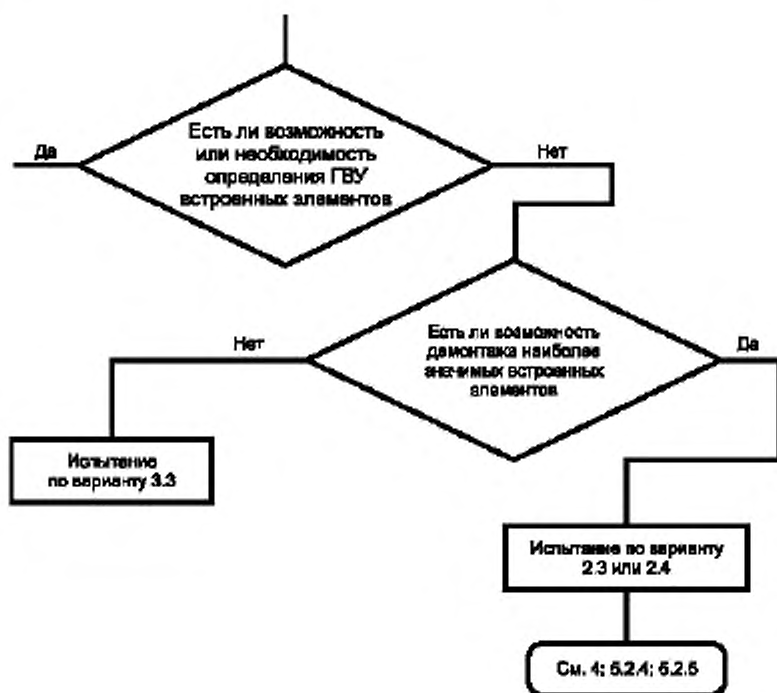 Есть ли возможность
или необходимость
определения ГВУ
встроенных элементов
Да
Нет
Есть ли возможность
демонтажа наиболее
значимых встроенных
элементов
Нет
Да
Испытание
по варианту 3.3
Испытание по варианту
2.3 или 2.4
См. 4; 5.2.4; 5.2.5